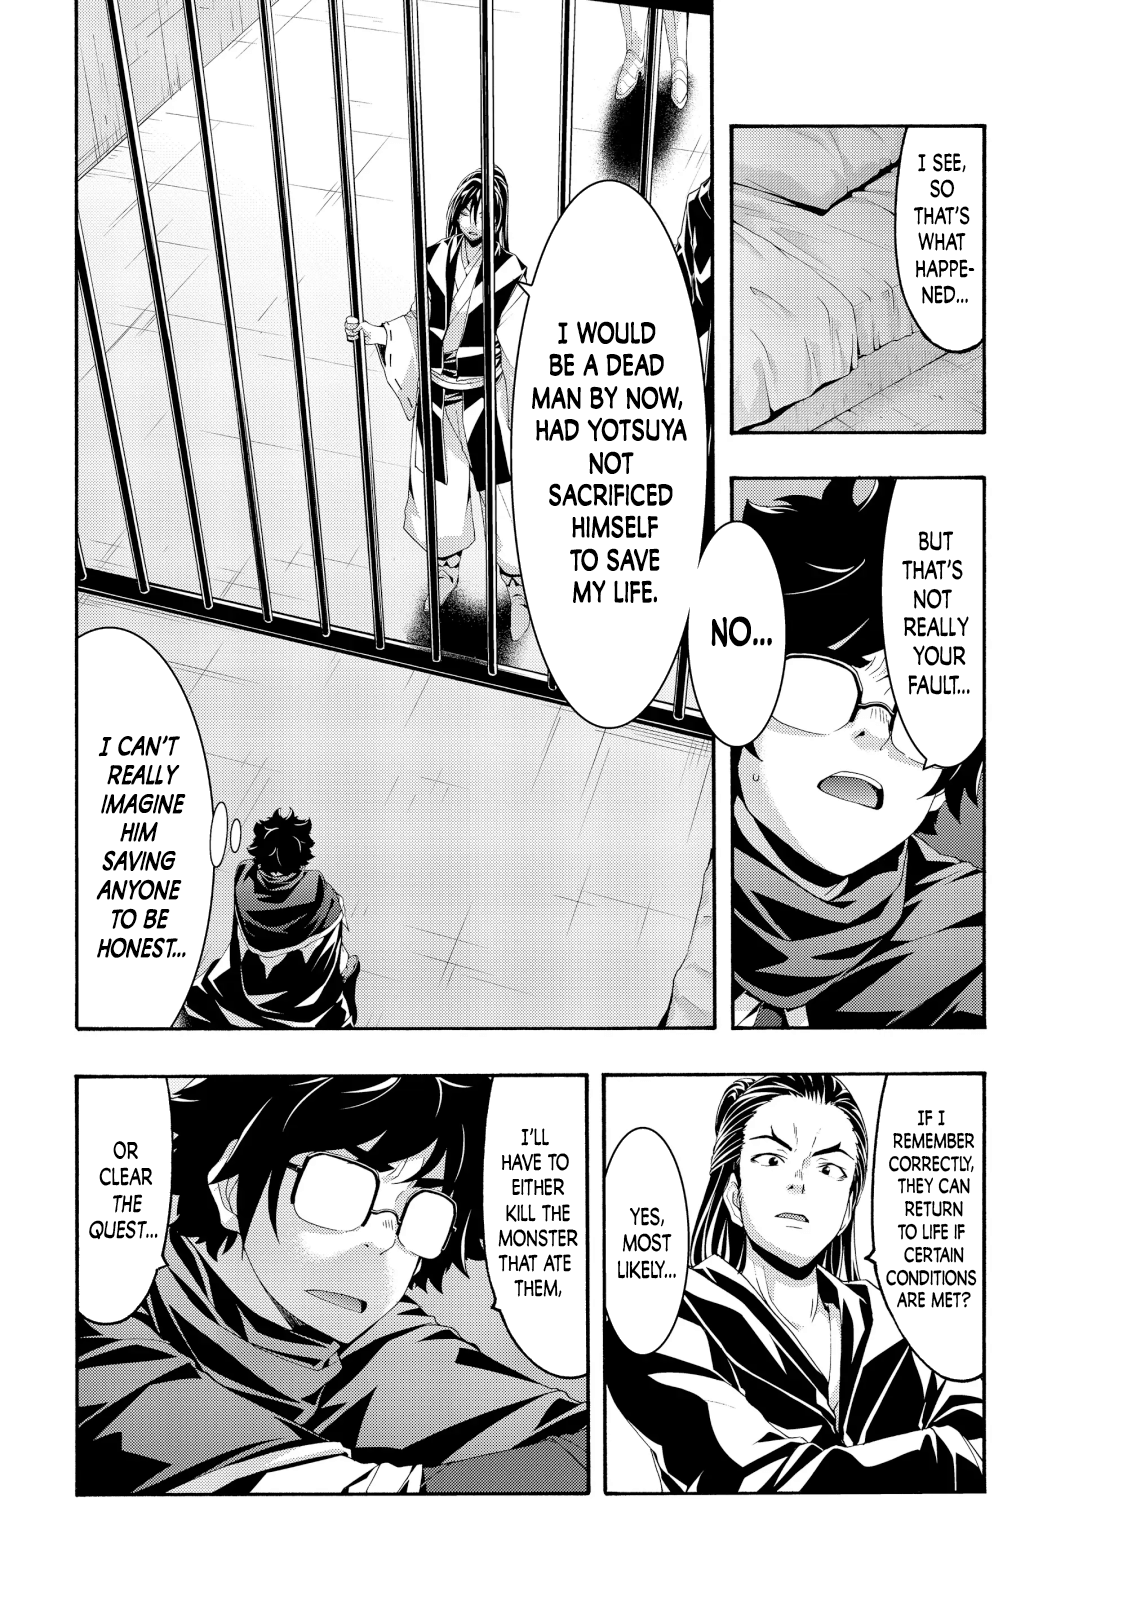 I SEE,
SO
THAT'S
WHAT
HAPPE-
NED...
BUT
THAT'S
NOT
REALLY
YOUR
FAULT...
NO...
I WOULD
BE A DEAD
MAN BY NOW,
HAD YOTSUYA
NOT
SACRIFICED
HIMSELF
TO SAVE
MY LIFE.
I CAN'T
REALLY
IMAGINE
HIM
SAVING
ANYONE
TO BE
HONEST...
IF I
REMEMBER
CORRECTLY,
THEY CAN
RETURN
TO LIFE IF
CERTAIN
CONDITIONS
ARE MET?
YES,
MOST
LIKELY...
I'LL
HAVE TO
EITHER
KILL THE
MONSTER
THAT ATE
THEM,
OR
CLEAR
THE
QUEST...